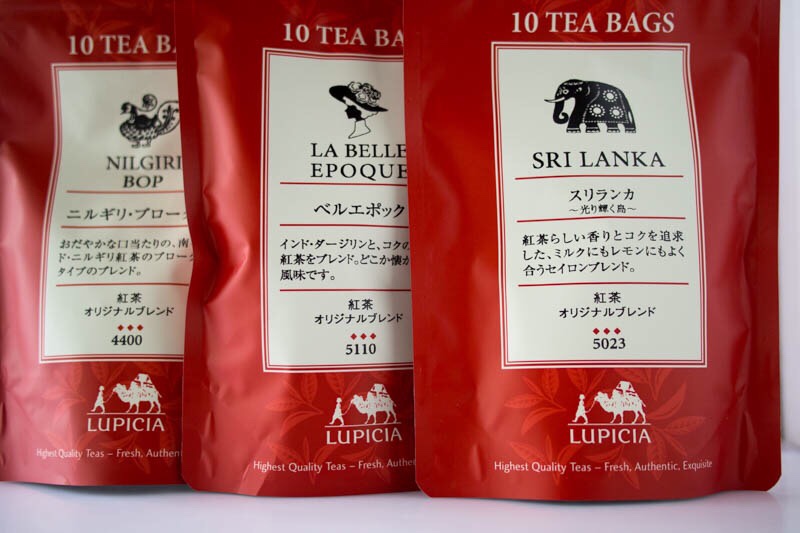 10 TEA BA
NILGIRI
BOP
ニルギリ・ブローク
おだやかな口当たりの、南
ド・ニルギリ紅茶のブローク
タイプのブレンド。
紅茶
オリジナルブレンド
4400
LUPICIA
Highest Quality Teas – Fresh, Authen
10 TEA BA
LA BELLE
EPOQUE
ベルエポック
インド・ダージリンと、コクの
紅茶をブレンド。どこか懐か
風味です。
紅茶
オリジナルブレンド
5110
LUPICIA
Highest Quality Teas – Fresh, Authentic,
10 TEA BAGS
SRI LANKA
スリランカ
〜光り輝く島〜
紅茶らしい香りとコクを追求
した、ミルクにもレモンにもよく
合うセイロンブレンド。
紅茶
オリジナルブレンド
5023
LUPICIA
Highest Quality Teas – Fresh, Authentic, Exquisite